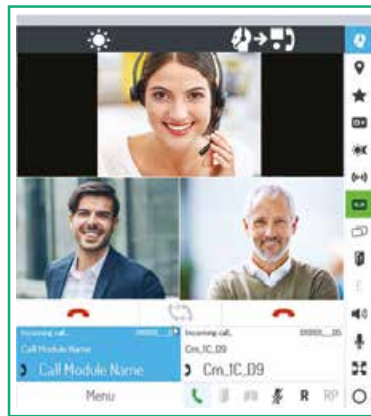 Incoming call...
Call Module Name
Call Module Name
Incoming call..
Cm_1C_D9
Cm_1C_D9
Menu
R
RP